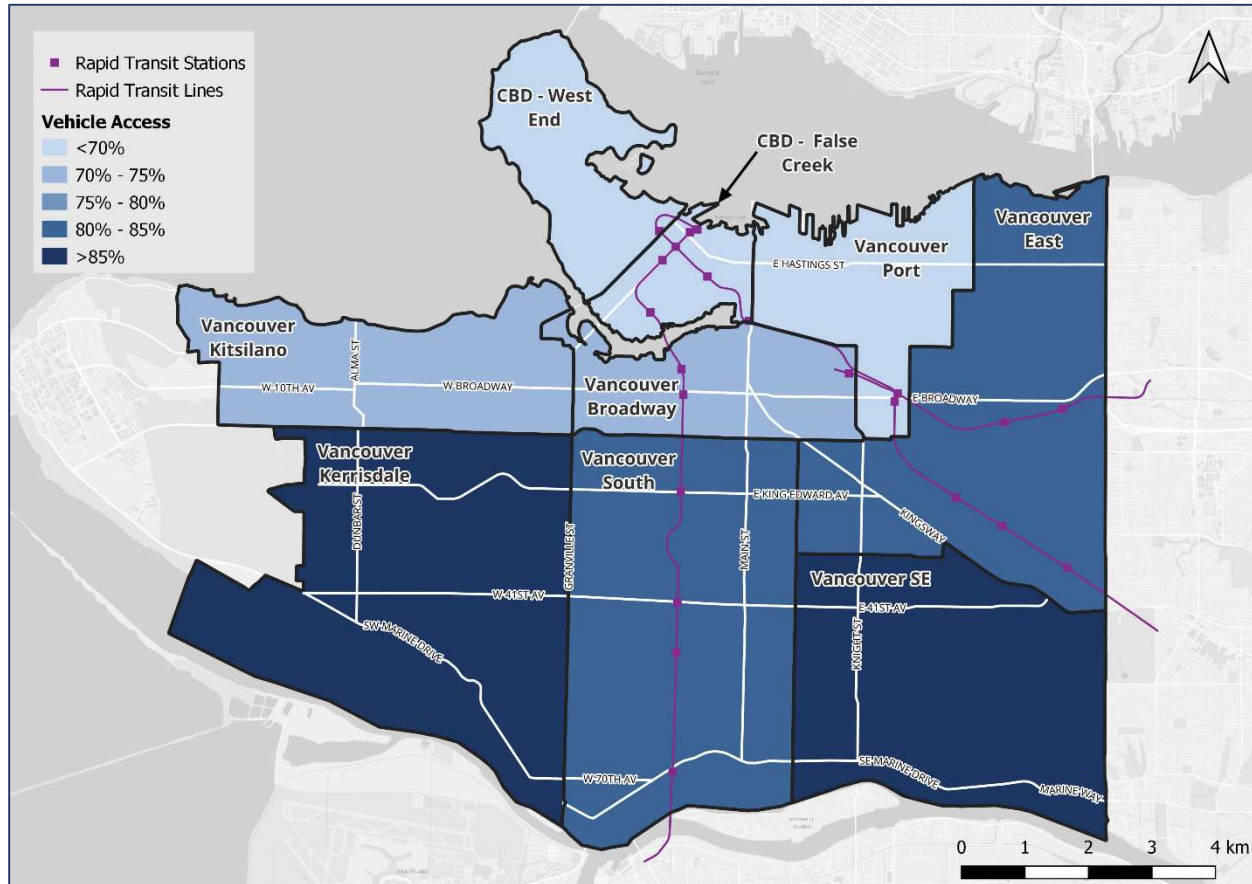 Rapid Transit Stations
Rapid Transit Lines
Vehicle Access
<70%
70% - 75%
75% - 80%
80% - 85%
>85%
CBD - West
End
CBD - False
Creek
Vancouver
East
Vancouver
Port
E HASTINGS ST
Vancouver
Kitsilano
ALMA ST
W 10TH AV
W BROADWAY
Vancouver
Broadway
E BROADWAY
Vancouver
Kerrisdale
Vancouver
South
DUNBAR ST
GRANVILLE ST
MAIN ST
E KING EDWARD AV
KINGSWAY
Vancouver SE
KNIGHT ST
W 41ST AV
E 41ST AV
SW MARINE DRIVE
W 70TH AV
SE MARINE DRIVE
MARINE WAY
0 1 2 3 4 km